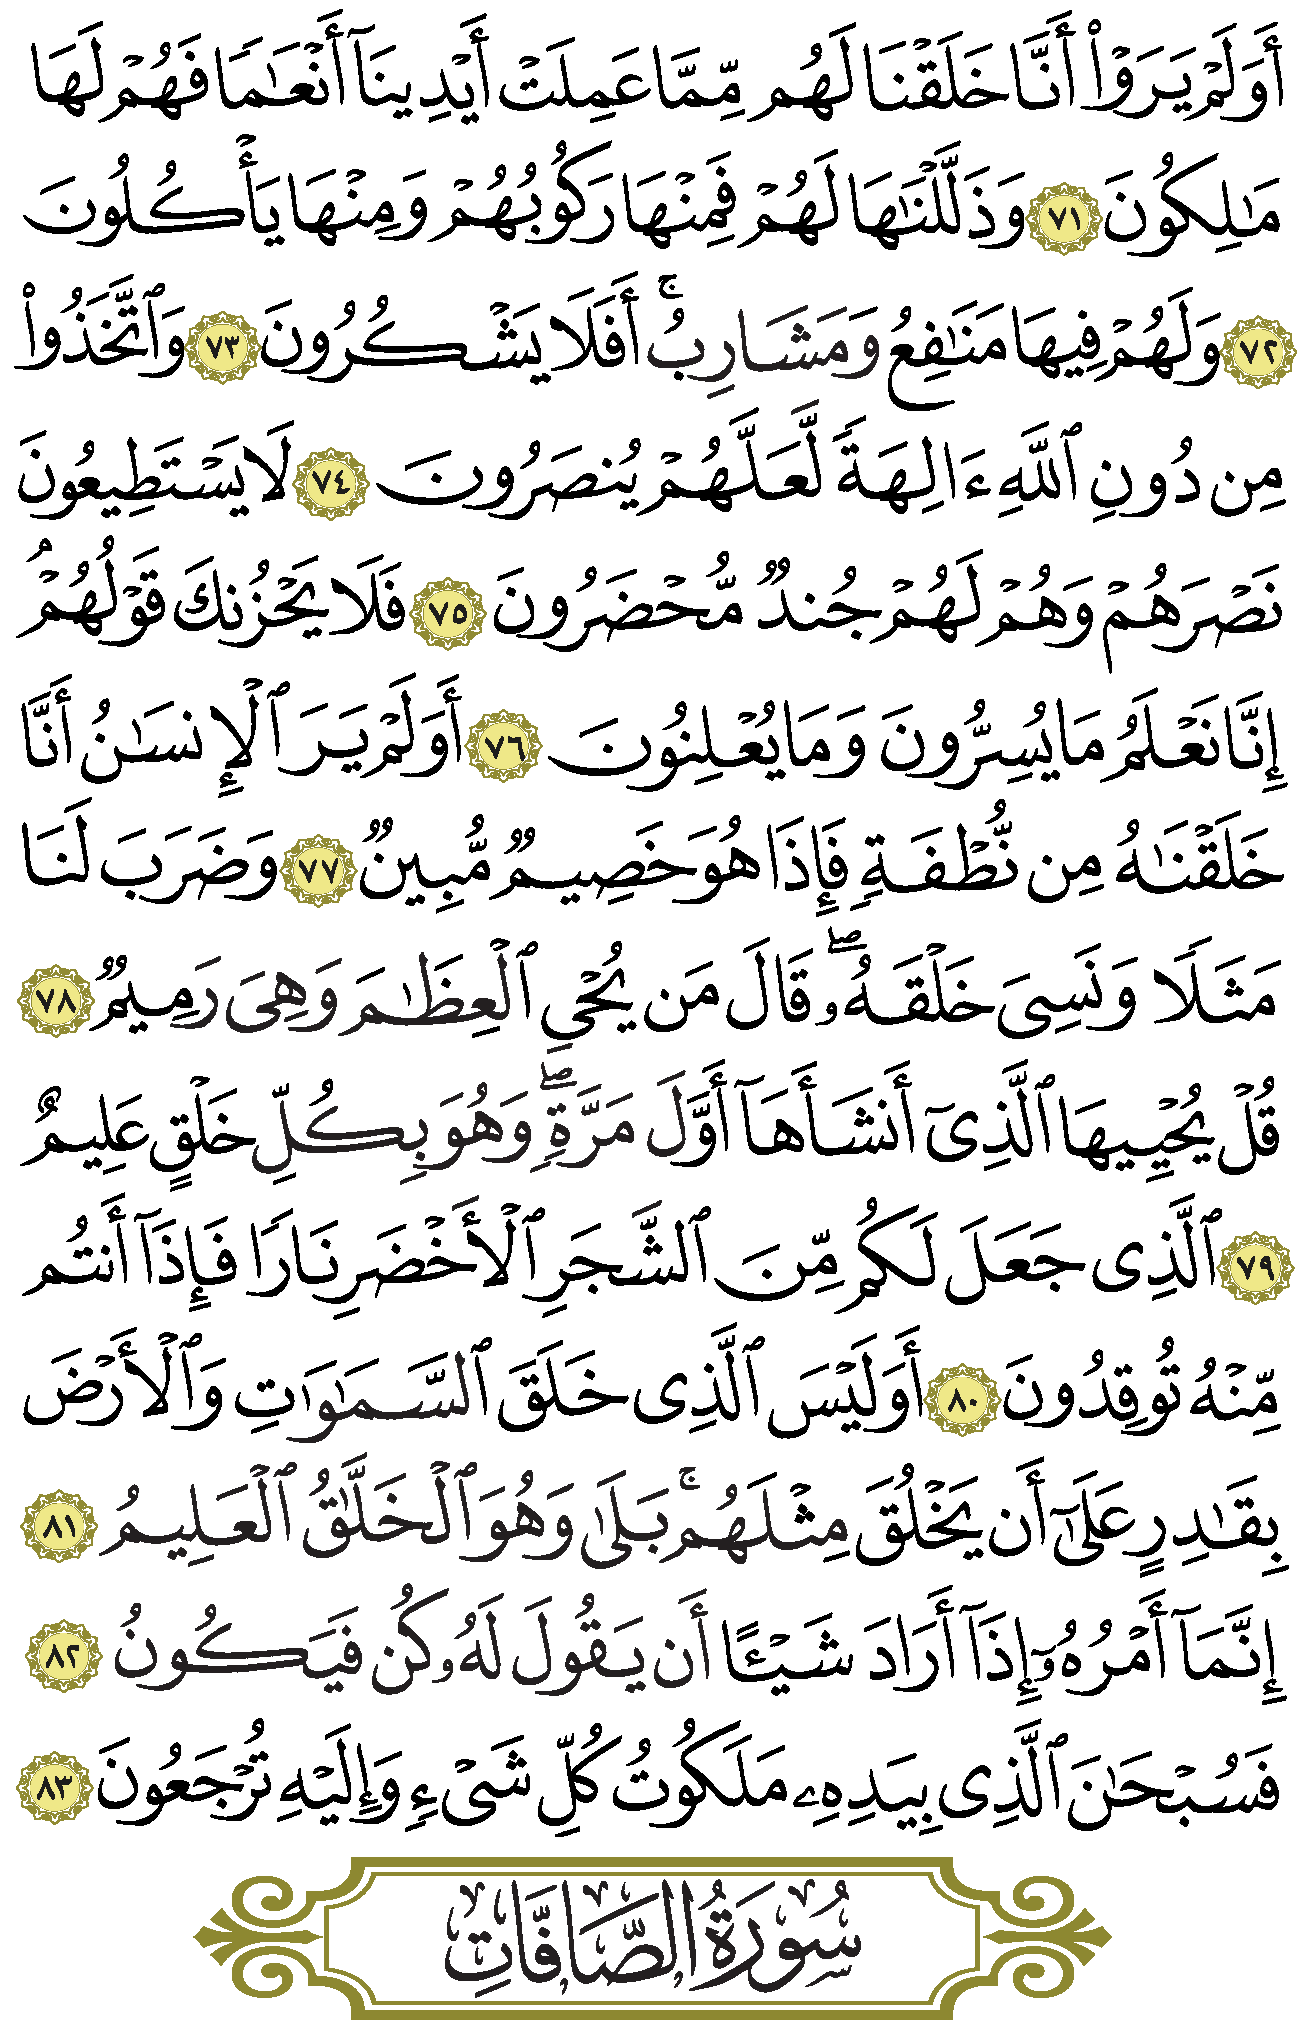 أَوَلَمْ يَرَوْا۟ أَنَّا خَلَقْنَا لَهُم مِّمَّا عَمِلَتْ أَيْدِينَآ أَنْعَـٰمًا فَهُمْ لَهَا
مَـٰلِكُونَ ٧١ وَذَلَّلْنَـٰهَا لَهُمْ فَمِنْهَا رَكُوبُهُمْ وَمِنْهَا يَأْكُلُونَ
٧٢ وَلَهُمْ فِيهَا مَنَـٰفِعُ وَمَشَارِبُ ۚ أَفَلَا يَشْكُرُونَ ٧٣ وَٱتَّخَذُوا۟
مِن دُونِ ٱللَّهِ ءَالِهَةً لَّعَلَّهُمْ يُنصَرُونَ ٧٤ لَا يَسْتَطِيعُونَ
نَصْرَهُمْ وَهُمْ لَهُمْ جُندٌ مُّحْضَرُونَ ٧٥ فَلَا يَحْزُنكَ قَوْلُهُمْ ۘ
إِنَّا نَعْلَمُ مَا يُسِرُّونَ وَمَا يُعْلِنُونَ ٧٦ أَوَلَمْ يَرَ ٱلْإِنسَـٰنُ أَنَّا
خَلَقْنَـٰهُ مِن نُّطْفَةٍ فَإِذَا هُوَ خَصِيمٌ مُّبِينٌ ٧٧ وَضَرَبَ لَنَا
مَثَلًا وَنَسِىَ خَلْقَهُۥ ۖ قَالَ مَن يُحْىِ ٱلْعِظَـٰمَ وَهِىَ رَمِيمٌ ٧٨
قُلْ يُحْيِيهَا ٱلَّذِىٓ أَنشَأَهَآ أَوَّلَ مَرَّةٍ ۖ وَهُوَ بِكُلِّ خَلْقٍ عَلِيمٌ
٧٩ ٱلَّذِى جَعَلَ لَكُم مِّنَ ٱلشَّجَرِ ٱلْأَخْضَرِ نَارًا فَإِذَآ أَنتُم
مِّنْهُ تُوقِدُونَ ٨٠ أَوَلَيْسَ ٱلَّذِى خَلَقَ ٱلسَّمَـٰوَٰتِ وَٱلْأَرْضَ
بِقَـٰدِرٍ عَلَىٰٓ أَن يَخْلُقَ مِثْلَهُم ۚ بَلَىٰ وَهُوَ ٱلْخَلَّـٰقُ ٱلْعَلِيمُ ٨١
إِنَّمَآ أَمْرُهُۥٓ إِذَآ أَرَادَ شَيْـًٔا أَن يَقُولَ لَهُۥ كُن فَيَكُونُ ٨٢
فَسُبْحَـٰنَ ٱلَّذِى بِيَدِهِۦ مَلَكُوتُ كُلِّ شَىْءٍ وَإِلَيْهِ تُرْجَعُونَ ٨٣
سُورَةُ الصَّافَّاتِ